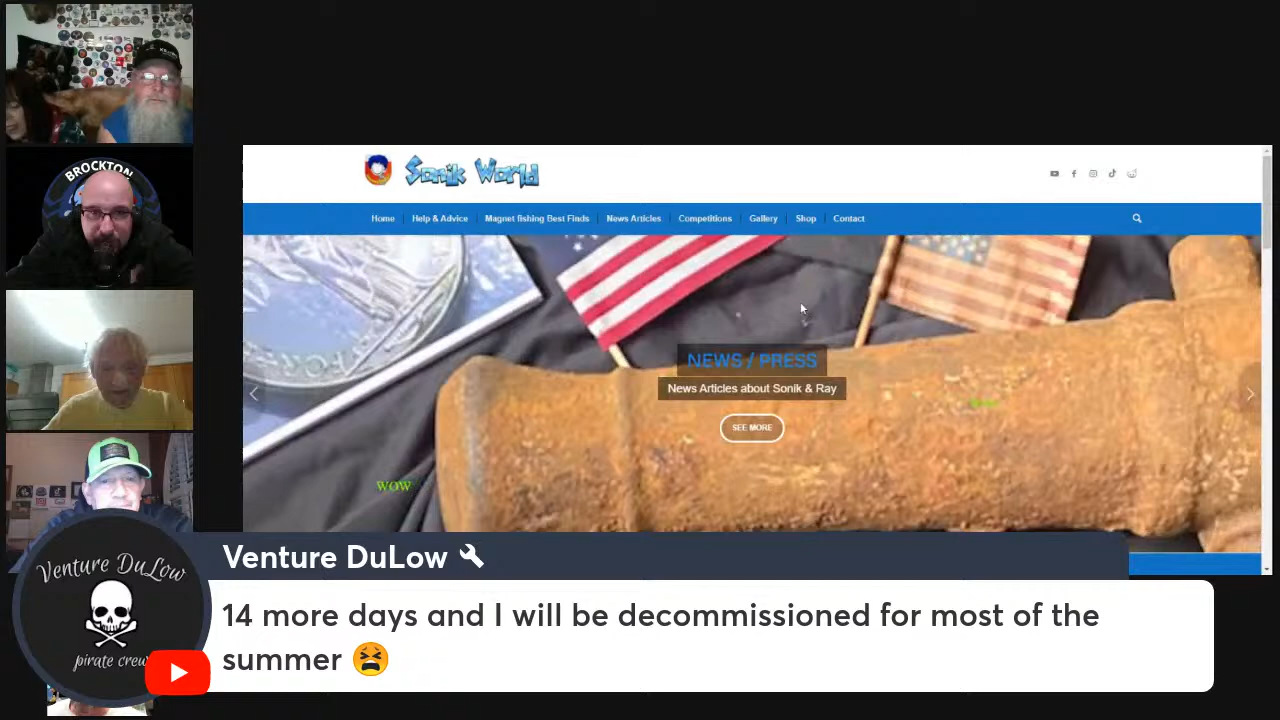 BROCKTON
Sonik World
Home
Help & Advice
Magnet fishing Best Finds
News Articles
Competitions
Gallery
Shop
Contact
NEWS / PRESS
News Articles about Sonik & Ray
SEE MORE
wow
Venture DuLow
Venture DuLow
pirate crew
14 more days and I will be decommissioned for most of the
summer 😫